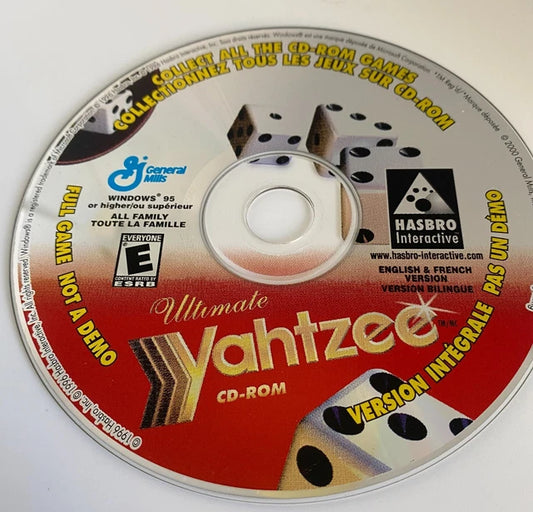 COLLECT ALL THE CD-ROM GAMES
COLLECTIONNEZ TOUS LES JEUX SUR CD-ROM
General
Mills
WINDOWS® 95
or higher/ou supérieur
ALL FAMILY
TOUTE LA FAMILLE
EVERYONE
E
CONTENT RATED BY
ESRB
HASBRO
Interactive
www.hasbro-interactive.com
ENGLISH & FRENCH
VERSION
VERSION BILINGUE
FULL GAME NOT A DEMO
VERSION INTÉGRALE PAS UN DÉMO
Ultimate
Yahtzee
CD-ROM
© 1996 Hasbro, Inc.
© 2000 General Mills